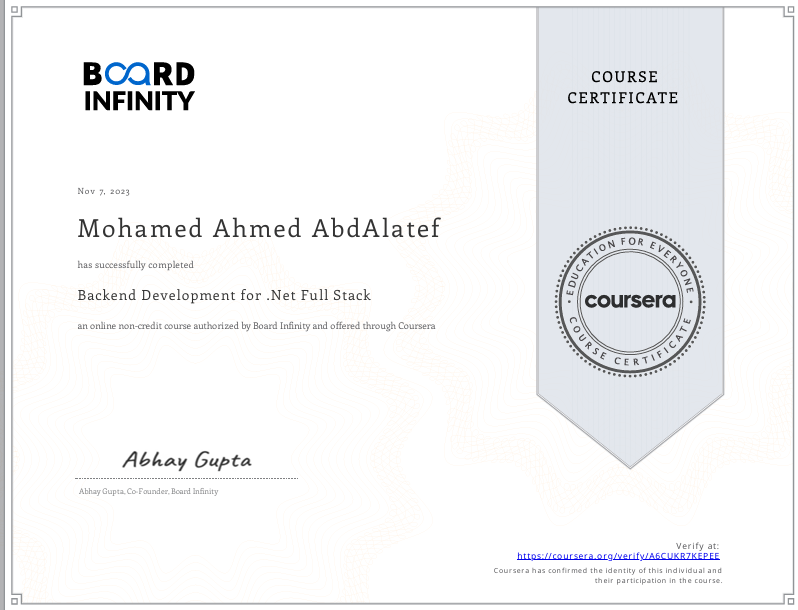 BOARD
INFINITY
COURSE
CERTIFICATE
Nov 7, 2023
Mohamed Ahmed AbdAlatef
has successfully completed
Backend Development for .Net Full Stack
an online non-credit course authorized by Board Infinity and offered through Coursera
EDUCATION FOR EVERYONE
coursera
COURSE CERTIFICATE
Abhay Gupta
Abhay Gupta, Co-Founder, Board Infinity
Verify at:
https://coursera.org/verify/A6CUKR7KEPEE
Coursera has confirmed the identity of this individual and
their participation in the course.